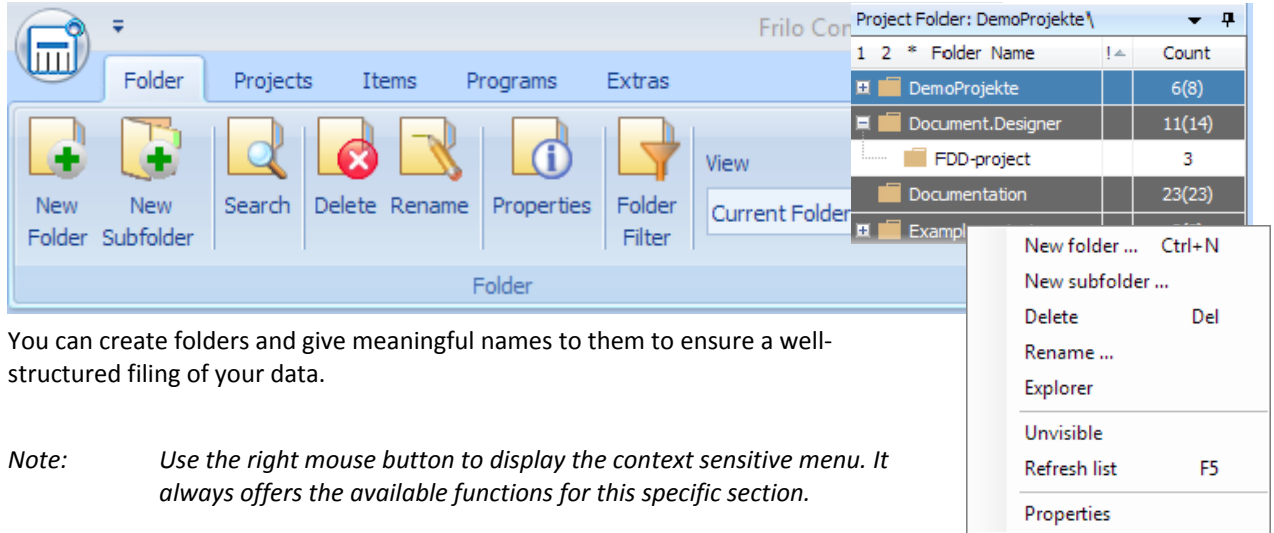 Frilo Con
Folder Projects Items Programs Extras
New Folder
New Subfolder
Search
Delete
Rename
Properties
Folder Filter
View
Current Folder
Folder
Project Folder: DemoProjekte\
1 2 * Folder Name ! Count
DemoProjekte 6(8)
Document.Designer 11(14)
FDD-project 3
Documentation 23(23)
Exampl
New folder ... Ctrl+N
New subfolder ...
Delete Del
Rename ...
Explorer
Unvisible
Refresh list F5
Properties
You can create folders and give meaningful names to them to ensure a well-
structured filing of your data.
Note: Use the right mouse button to display the context sensitive menu. It
always offers the available functions for this specific section.